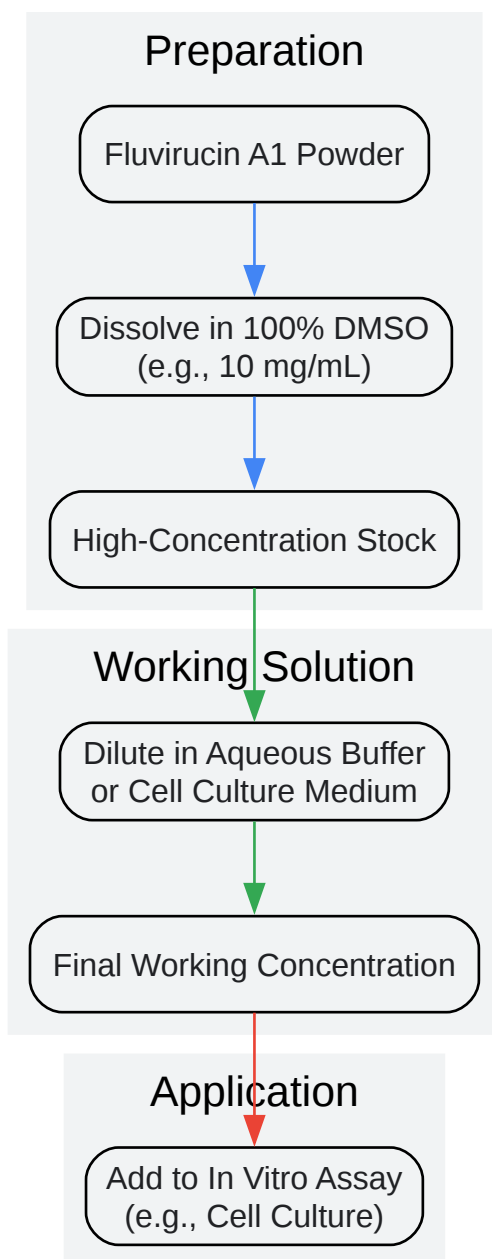 Preparation
Fluvirucin A1 Powder
Dissolve in 100% DMSO
(e.g., 10 mg/mL)
High-Concentration Stock
Working Solution
Dilute in Aqueous Buffer
or Cell Culture Medium
Final Working Concentration
Application
Add to In Vitro Assay
(e.g., Cell Culture)